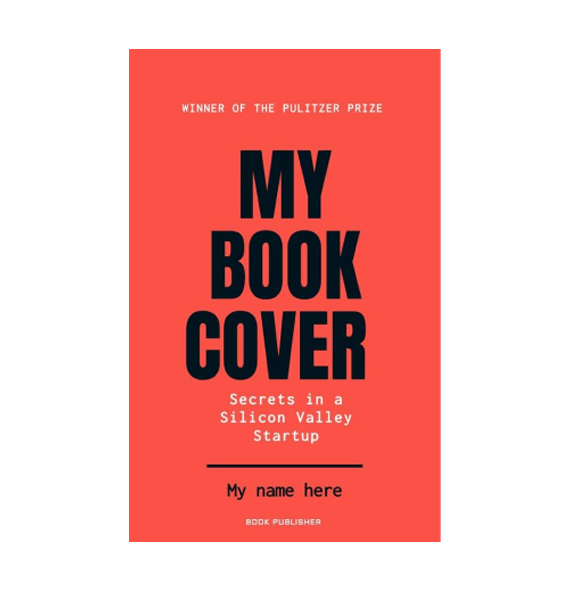 WINNER OF THE PULITZER PRIZE
MY
BOOK
COVER
Secrets in a
Silicon Valley
Startup
My name here
BOOK PUBLISHER